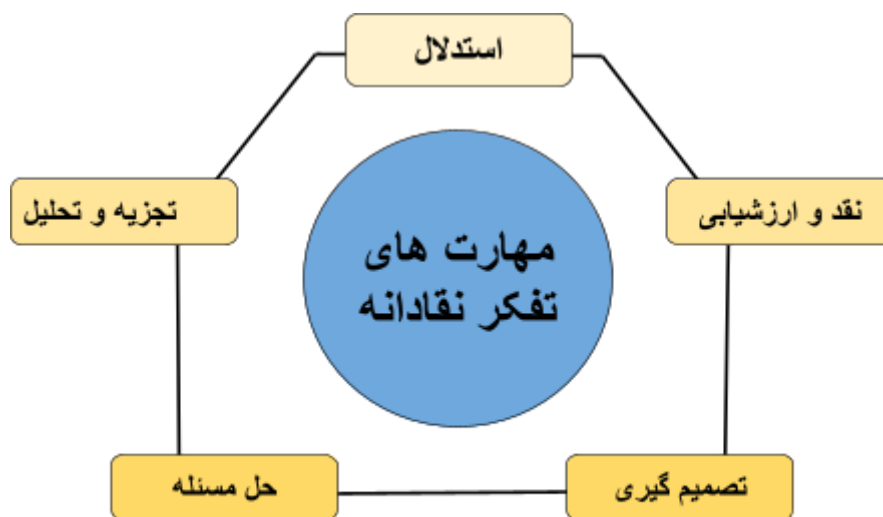 استدلال
نقد و ارزشیابی
تجزیه و تحلیل
مهارت های
تفکر نقادانه
تصمیم گیری
حل مسئله